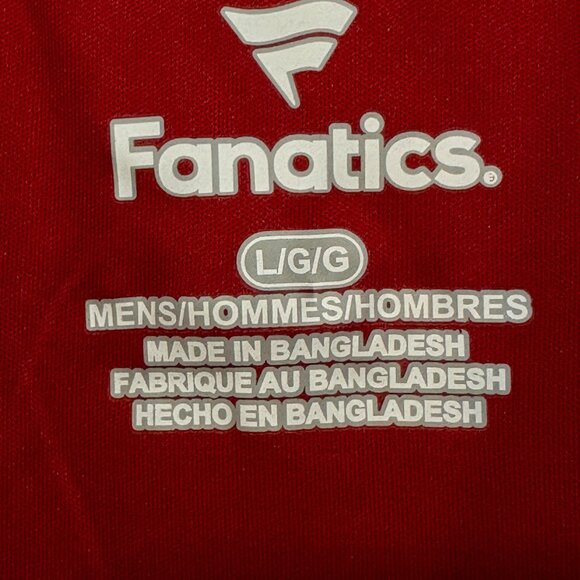 Fanatics.
L/G/G
MENS/HOMMES/HOMBRES
MADE IN BANGLADESH
FABRIQUE AU BANGLADESH
HECHO EN BANGLADESH